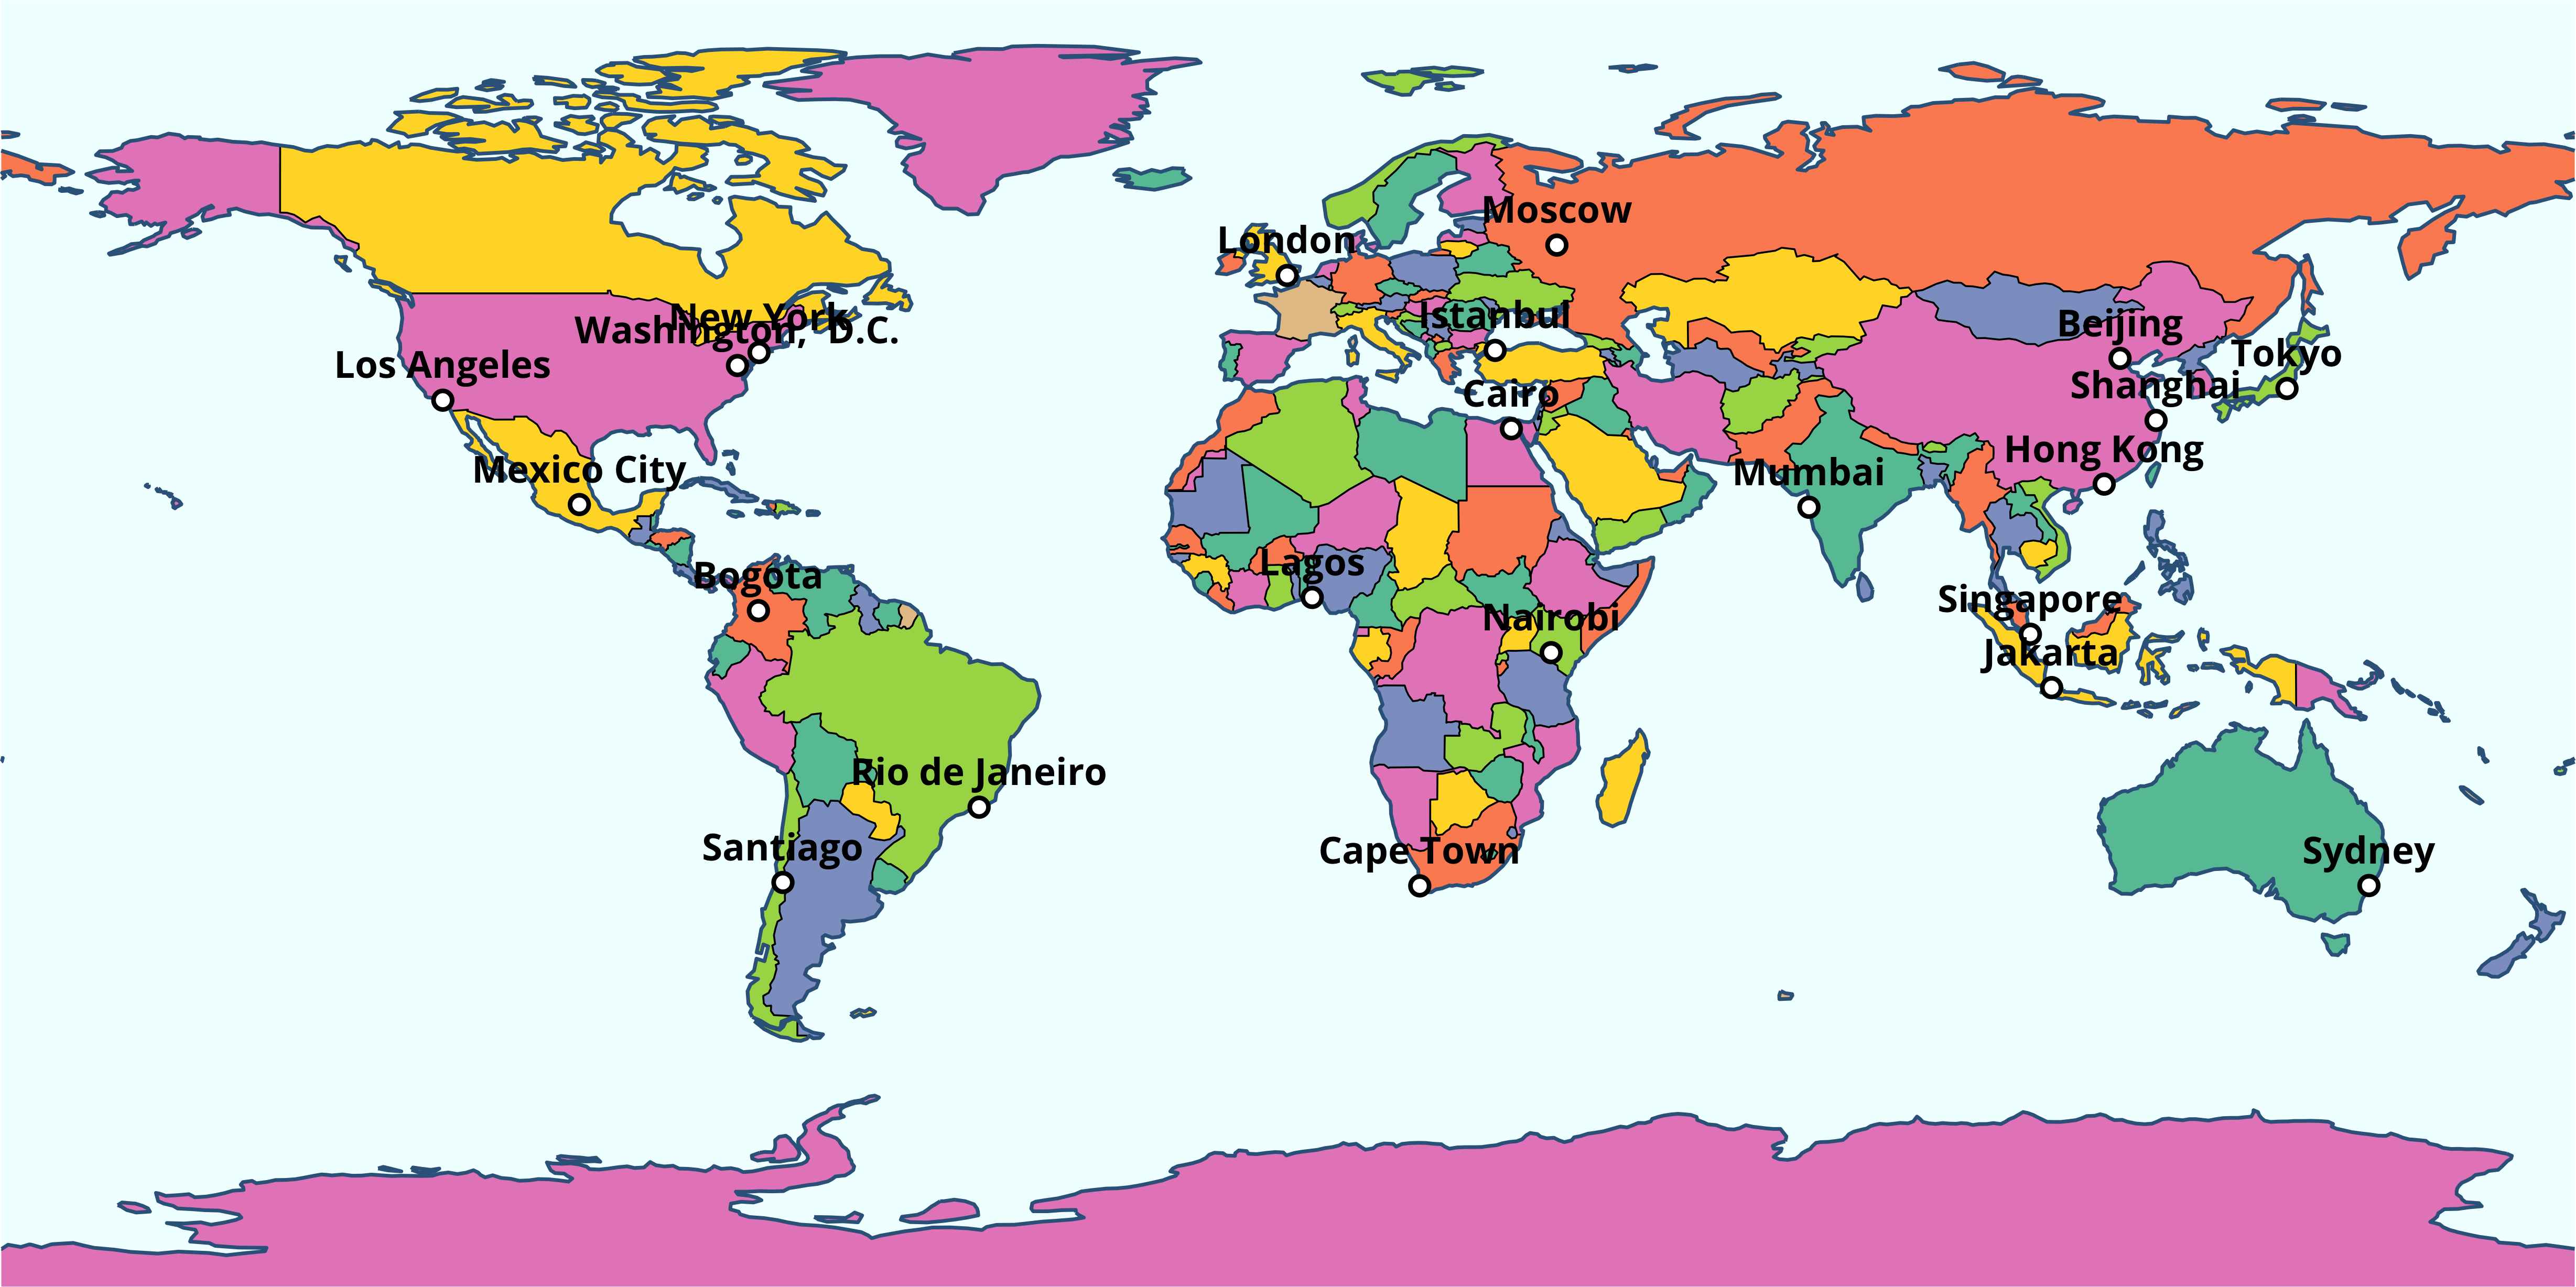 Moscow
London
New York
Istanbul
Washington, D.C.
Beijing
Tokyo
Los Angeles
Cairo
Shanghai
Hong Kong
Mexico City
Mumbai
Lagos
Bogota
Singapore
Nairobi
Jakarta
Rio de Janeiro
Santiago
Cape Town
Sydney